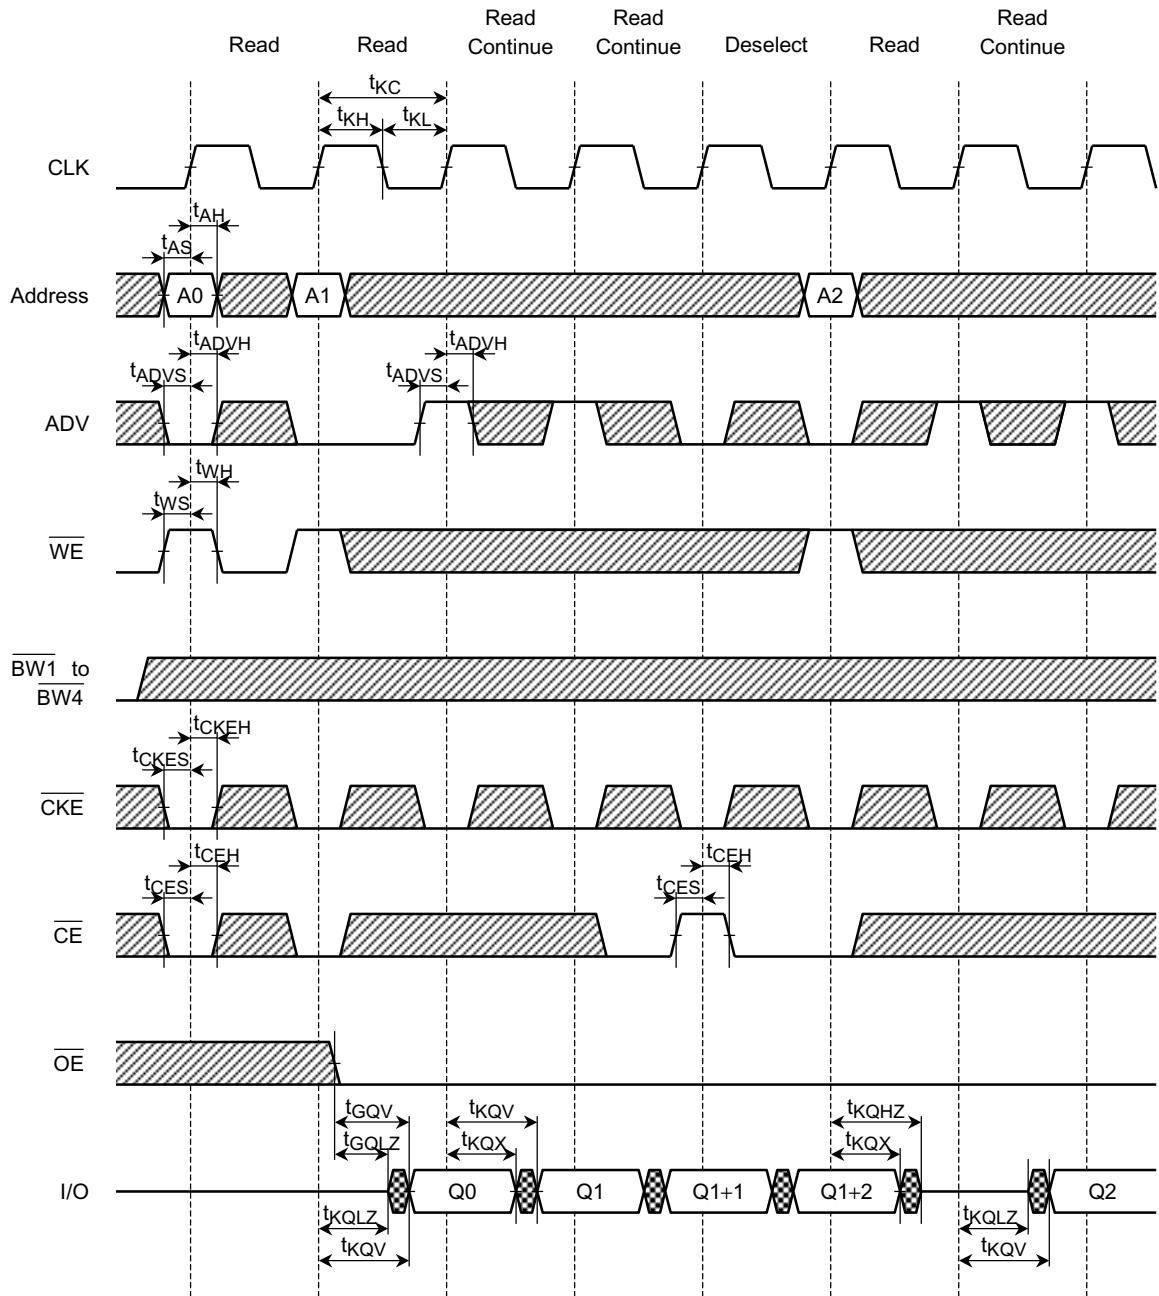 Read Read Read Continue Read Continue Deselect Read Read Continue
tKC
tKH tKL
CLK
tAH
tAS
Address A0 A1 A2
tADVH tADVH
tADVS tADVS
ADV
tWH
tWS
WE
BW1 to
BW4
tCKEH
tCKES
CKE
tCEH tCEH
tCES tCES
CE
OE
tGQV tKQV tKQHZ
tGQLZ tKQX tKQX
I/O Q0 Q1 Q1+1 Q1+2 Q2
tKQLZ tKQLZ
tKQV tKQV